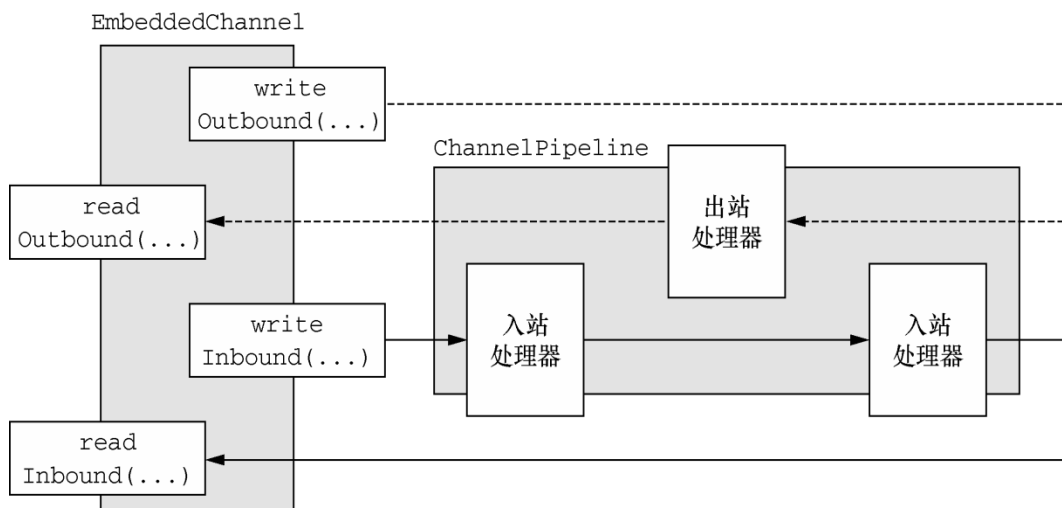 EmbeddedChannel
write
Outbound(...)
ChannelPipeline
read
Outbound(...)
出站
处理器
write
Inbound(...)
入站
处理器
入站
处理器
read
Inbound(...)